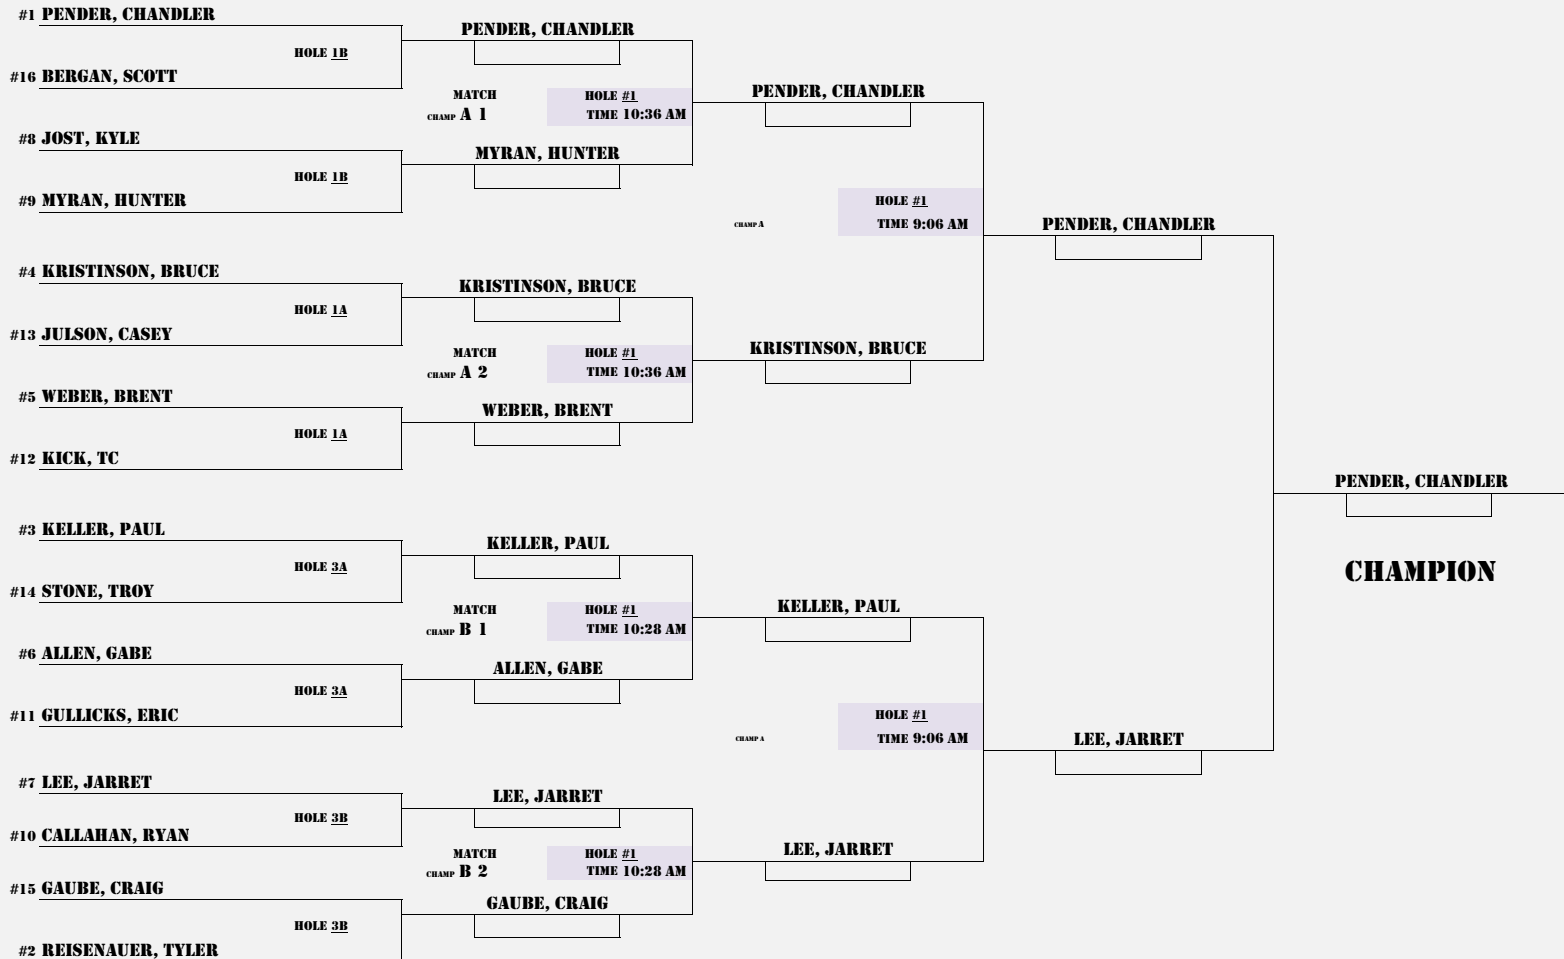 #1 PENDER, CHANDLER
PENDER, CHANDLER
HOLE 1B
#16 BERGAN, SCOTT
MATCH
HOLE #1
CHAMP A 1
TIME 10:36 AM
PENDER, CHANDLER
#8 JOST, KYLE
MYRAN, HUNTER
HOLE 1B
#9 MYRAN, HUNTER
HOLE #1
CHAMP A
TIME 9:06 AM
PENDER, CHANDLER
#4 KRISTINSON, BRUCE
KRISTINSON, BRUCE
HOLE 1A
#13 JULSON, CASEY
MATCH
HOLE #1
CHAMP A 2
TIME 10:36 AM
KRISTINSON, BRUCE
#5 WEBER, BRENT
WEBER, BRENT
HOLE 1A
#12 KICK, TC
PENDER, CHANDLER
CHAMPION
#3 KELLER, PAUL
KELLER, PAUL
HOLE 3A
#14 STONE, TROY
MATCH
HOLE #1
CHAMP B 1
TIME 10:28 AM
KELLER, PAUL
#6 ALLEN, GABE
ALLEN, GABE
HOLE 3A
#11 GULLICKS, ERIC
HOLE #1
CHAMP A
TIME 9:06 AM
LEE, JARRET
#7 LEE, JARRET
LEE, JARRET
HOLE 3B
#10 CALLAHAN, RYAN
MATCH
HOLE #1
CHAMP B 2
TIME 10:28 AM
LEE, JARRET
#15 GAUBE, CRAIG
GAUBE, CRAIG
HOLE 3B
#2 REISENAUER, TYLER